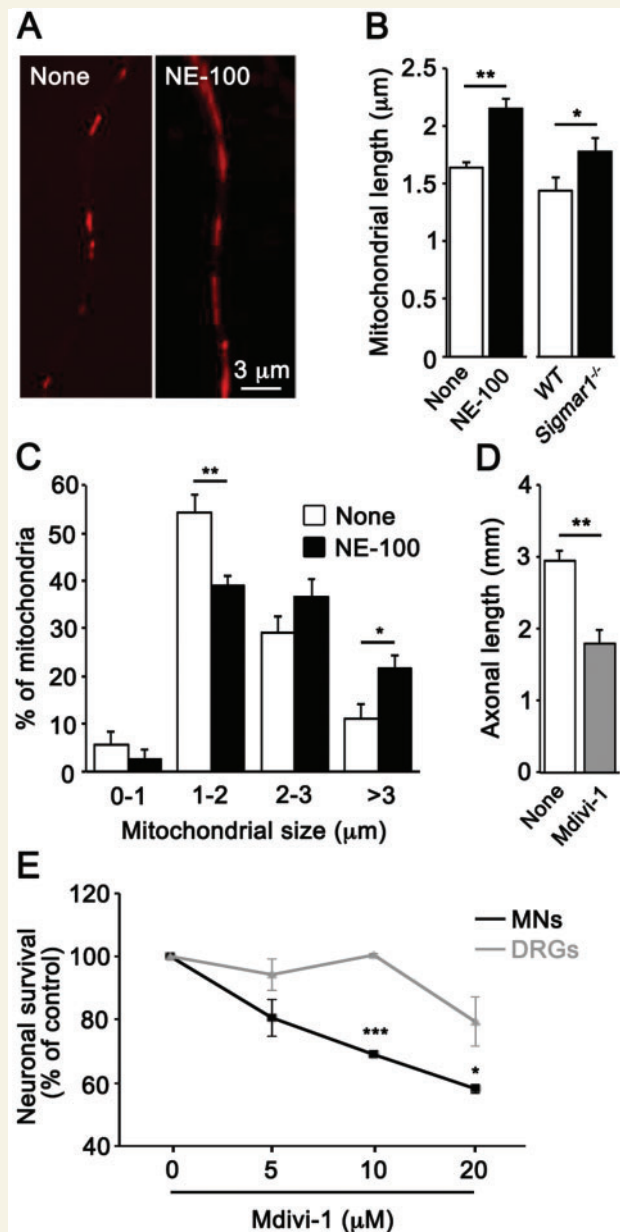 A
None
NE-100
3 μm
B
Mitochondrial length (μm)
2.5
2
1.5
1
0.5
0
**
*
None
NE-100
WT
Sigmar1-/-
C
% of mitochondria
60
50
40
30
20
10
0
**
*
None
NE-100
0-1
1-2
2-3
>3
Mitochondrial size (μm)
D
Axonal length (mm)
4
3
2
1
0
**
None
Mdivi-1
E
Neuronal survival
(% of control)
120
100
80
60
40
MNs
DRGs
***
*
0
5
10
20
Mdivi-1 (μM)